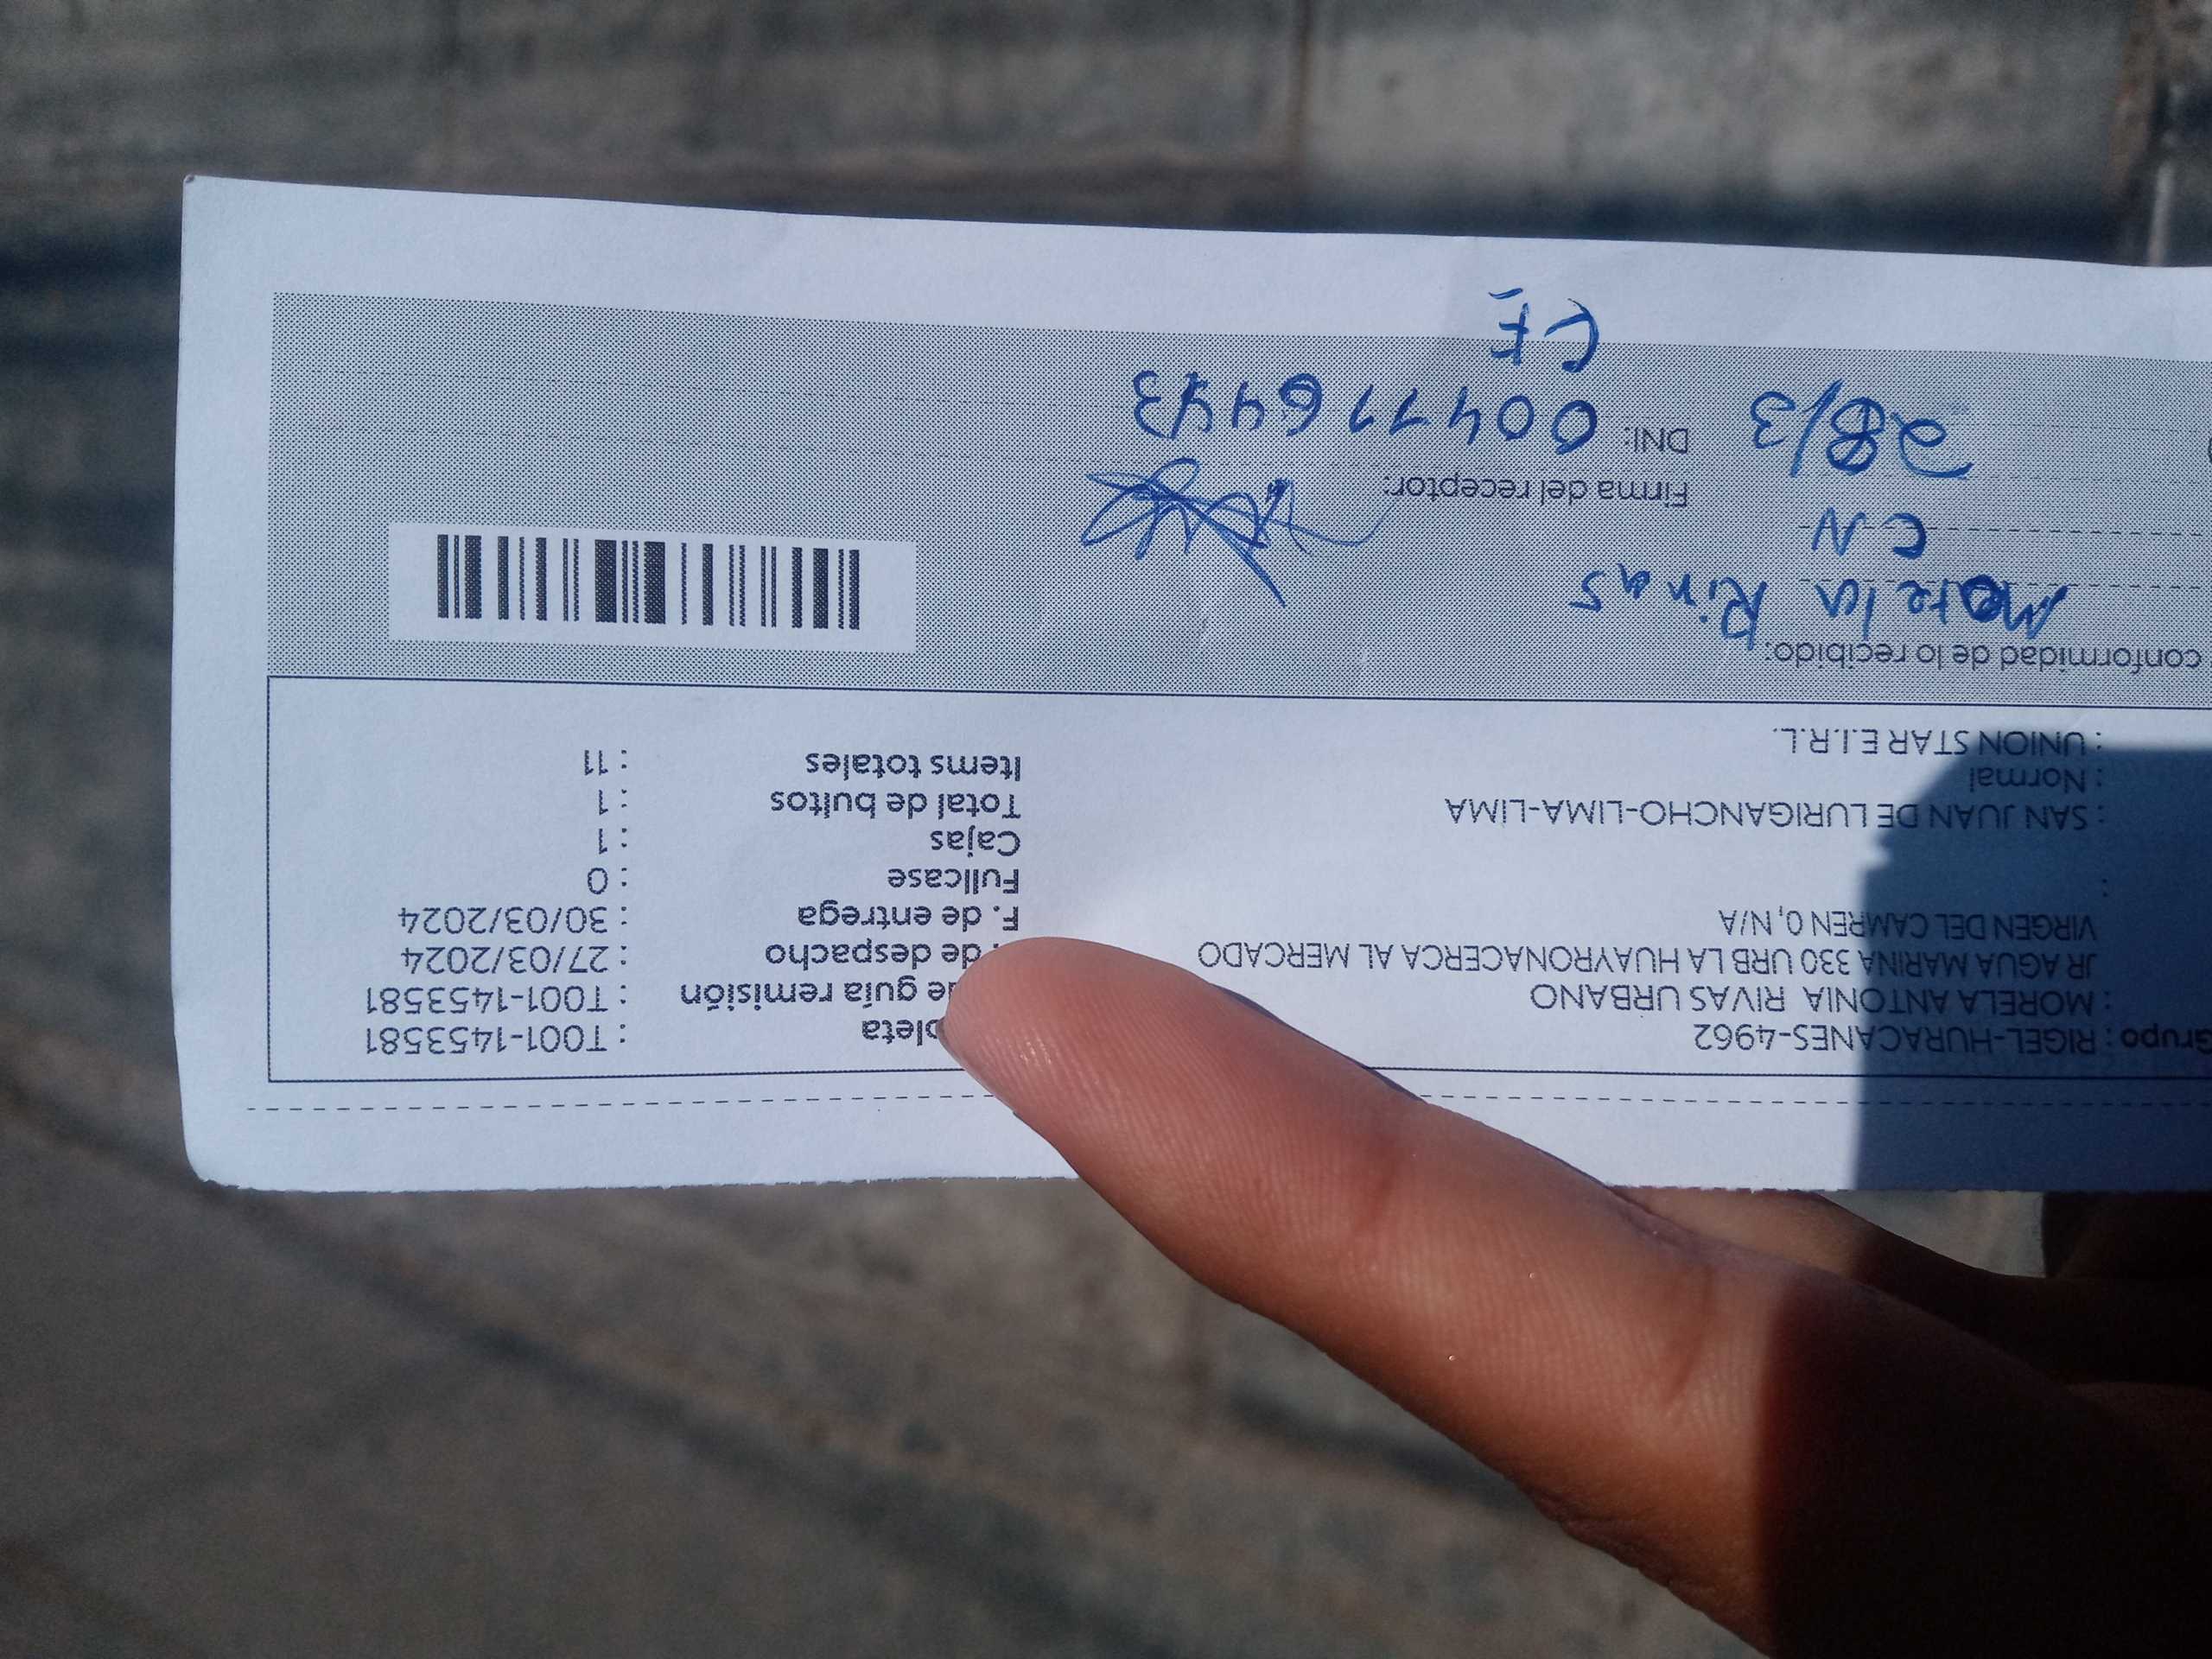 Grupo : RIGEL-HURACANES-4962
: MORELA ANTONIA RIVAS URBANO
JR AGUA MARINA 330 URB LA HUAYRONACERCA AL MERCADO
VIRGEN DEL CAMREN 0, N/A
:
: SAN JUAN DE LURIGANCHO-LIMA-LIMA
: Normal
: UNION STAR E.I.R.L.
oleta : T001-1453581
de guía remisión : T001-1453581
. de despacho : 27/03/2024
F. de entrega : 30/03/2024
Fullcase : 0
Cajas : 1
Total de bultos : 1
Items totales : 11
conformidad de lo recibido:
Morela Rivas
CN
Firma del receptor:
28/3
DNI:
CE